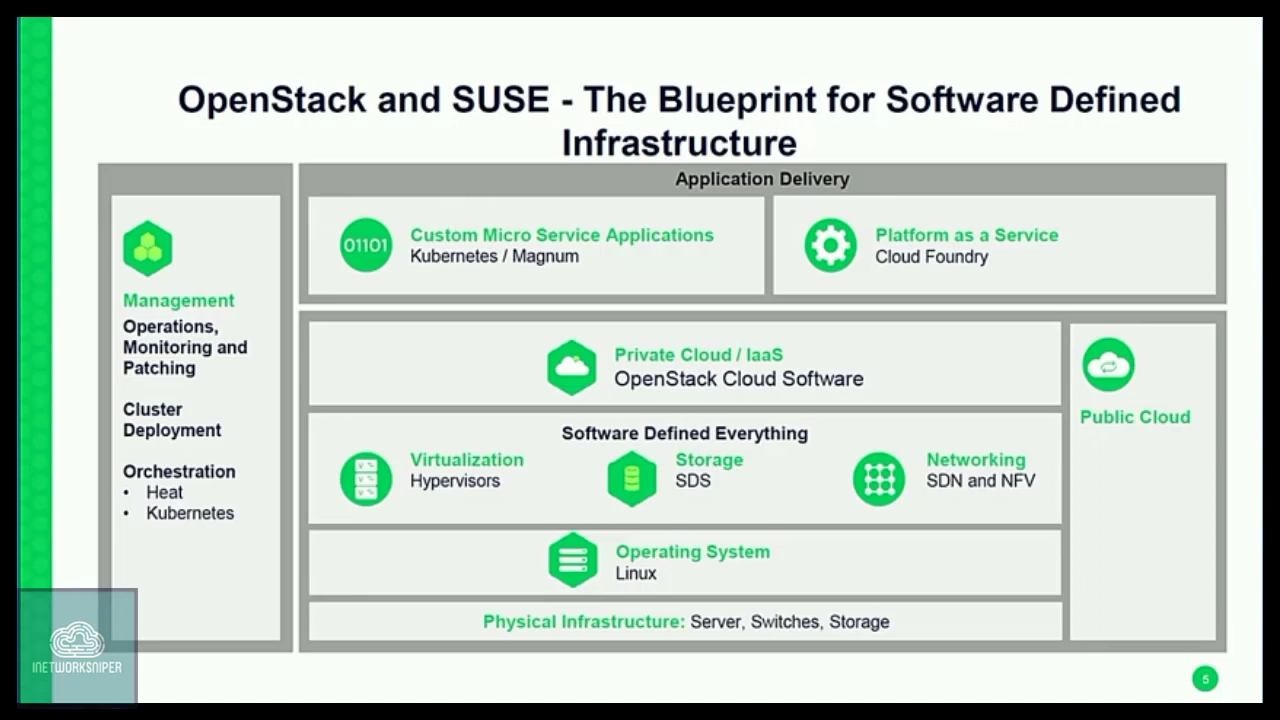 OpenStack and SUSE - The Blueprint for Software Defined
Infrastructure
Management
Operations,
Monitoring and
Patching
Cluster
Deployment
Orchestration
• Heat
• Kubernetes
Application Delivery
01101
Custom Micro Service Applications
Kubernetes / Magnum
Platform as a Service
Cloud Foundry
Private Cloud / IaaS
OpenStack Cloud Software
Software Defined Everything
Virtualization
Hypervisors
Storage
SDS
Networking
SDN and NFV
Operating System
Linux
Physical Infrastructure: Server, Switches, Storage
Public Cloud
INETWORKSNIPER
5